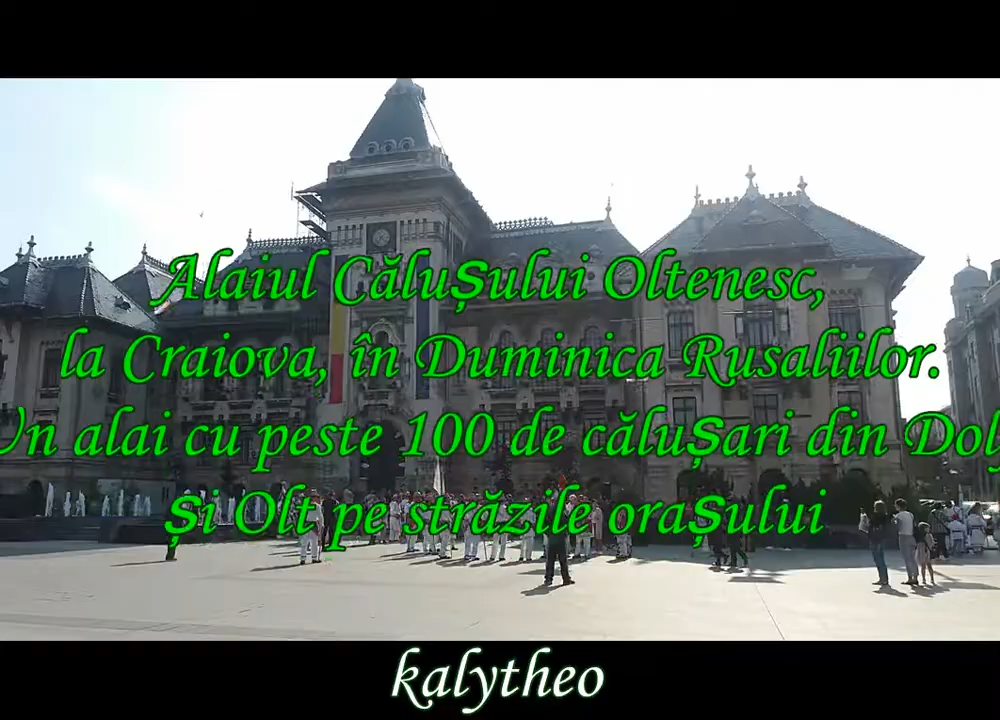 Alaiul Călușului Oltenesc,
la Craiova, în Duminica Rusaliilor.
Un alai cu peste 100 de călușari din Dolj
și Olt pe străzile orașului
kalytheo